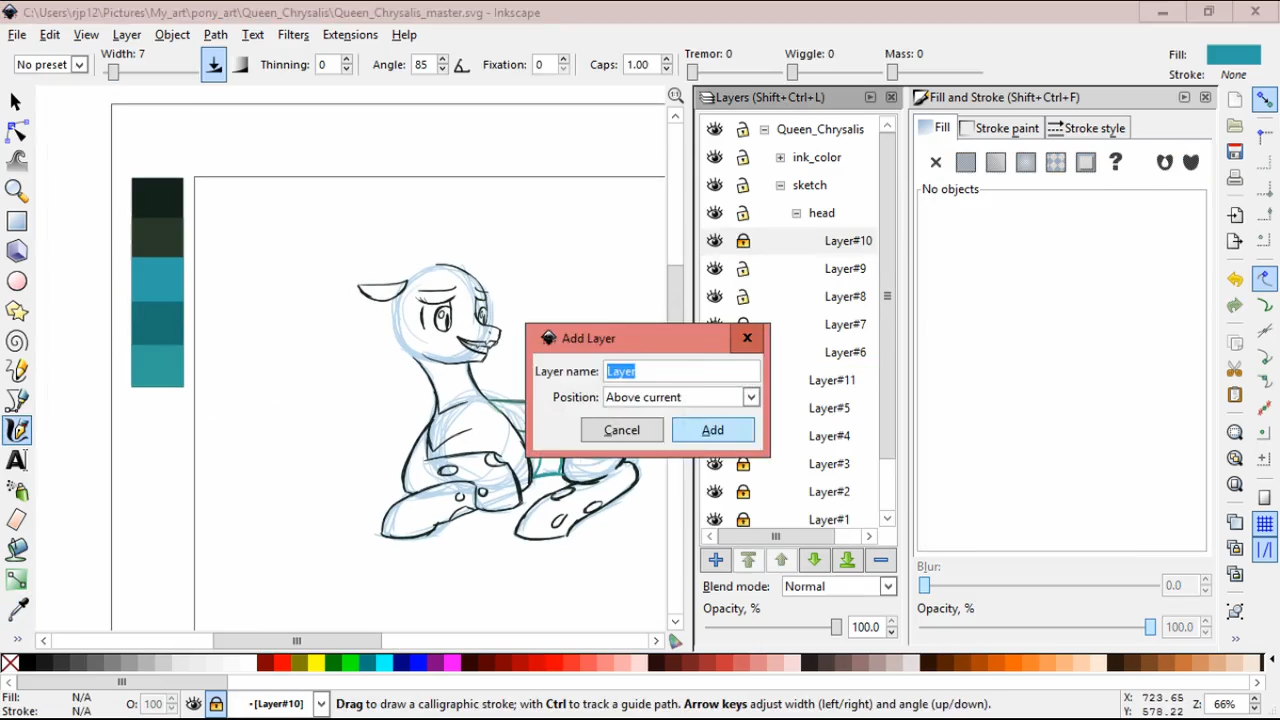 C:\Users\rjp12\Pictures\My_art\pony_art\Queen_Chrysalis\Queen_Chrysalis_master.svg - Inkscape
File Edit View Layer Object Path Text Filters Extensions Help
No preset Width: 7 Thinning: 0 Angle: 85 Fixation: 0 Caps: 1.00 Tremor: 0 Wiggle: 0 Mass: 0 Fill:
Stroke: None
Layers (Shift+Ctrl+L)
Queen_Chrysalis
ink_color
sketch
head
Layer#10
Layer#9
Layer#8
Layer#7
Layer#6
Layer#11
Layer#5
Layer#4
Layer#3
Layer#2
Layer#1
Blend mode: Normal
Opacity, % 100.0
Fill and Stroke (Shift+Ctrl+F)
Fill Stroke paint Stroke style
?
No objects
Blur: 0.0
Opacity, % 100.0
Add Layer
Layer name: Layer
Position: Above current
Cancel Add
Fill: N/A
Stroke: N/A
O: 100
-[Layer#10]
Drag to draw a calligraphic stroke; with Ctrl to track a guide path. Arrow keys adjust width (left/right) and angle (up/down).
X: 723.65
Y: 578.22
Z: 66%